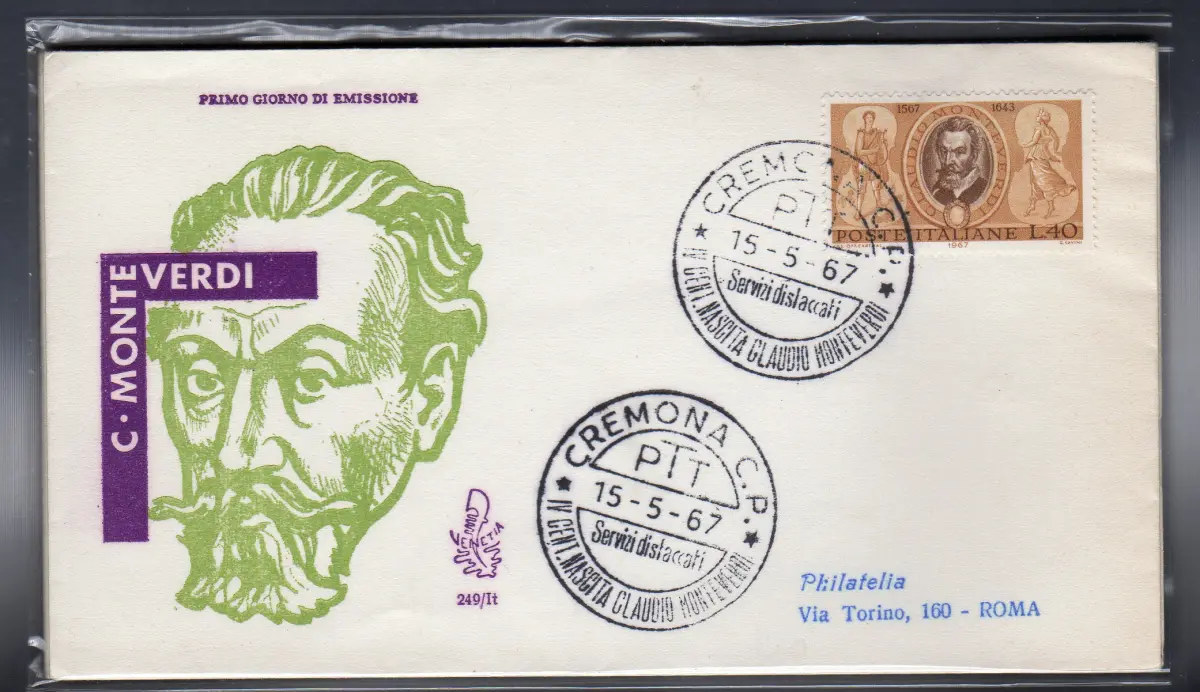 PRIMO GIORNO DI EMISSIONE
C. MONTEVERDI
1567 1643
CLAUDIO MONTEVERDI
POSTE ITALIANE L.40
1967
CREMONA C.P.
PTT
15-5-67
Servizi distaccati
IV CENT. NASCITA CLAUDIO MONTEVERDI
CREMONA C.P.
PTT
15-5-67
Servizi distaccati
IV CENT. NASCITA CLAUDIO MONTEVERDI
VENETIA
249/It
Philatelia
Via Torino, 160 - ROMA